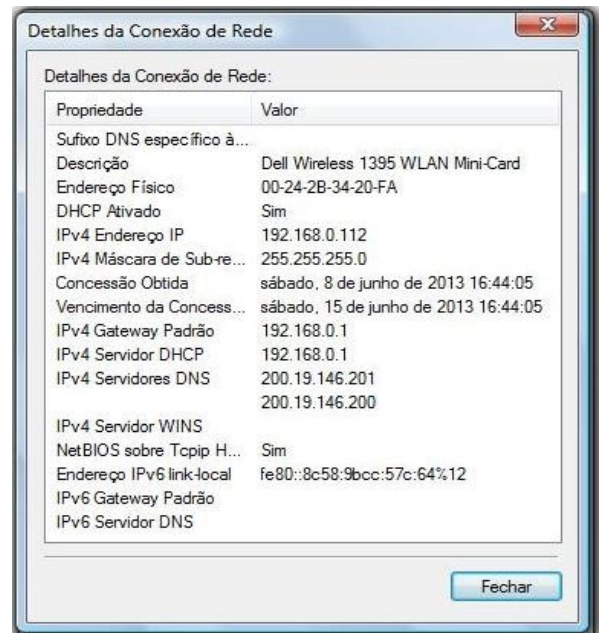 Detalhes da Conexão de Rede
Detalhes da Conexão de Rede:
Propriedade Valor
Sufixo DNS específico à...
Descrição Dell Wireless 1395 WLAN Mini-Card
Endereço Físico 00-24-2B-34-20-FA
DHCP Ativado Sim
IPv4 Endereço IP 192.168.0.112
IPv4 Máscara de Sub-re... 255.255.255.0
Concessão Obtida sábado, 8 de junho de 2013 16:44:05
Vencimento da Concess... sábado, 15 de junho de 2013 16:44:05
IPv4 Gateway Padrão 192.168.0.1
IPv4 Servidor DHCP 192.168.0.1
IPv4 Servidores DNS 200.19.146.201
200.19.146.200
IPv4 Servidor WINS
NetBIOS sobre Tcpip H... Sim
Endereço IPv6 link-local fe80::8c58:9bcc:57c:64%12
IPv6 Gateway Padrão
IPv6 Servidor DNS
Fechar